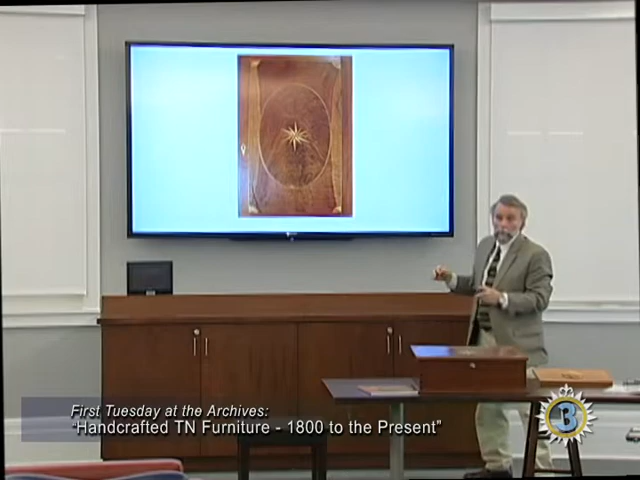 First Tuesday at the Archives:
"Handcrafted TN Furniture - 1800 to the Present"
3